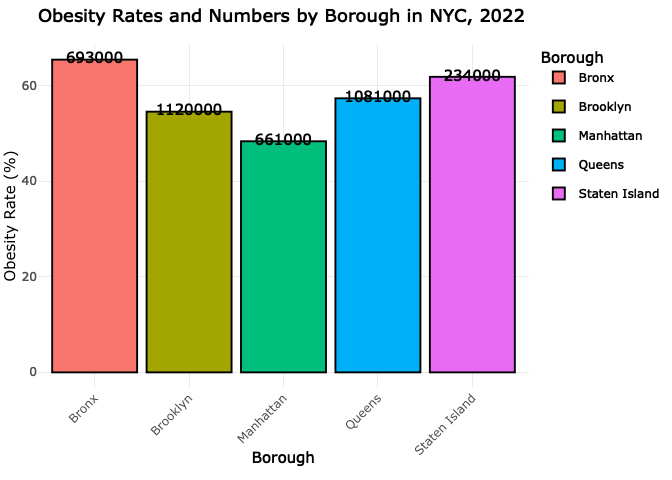 Obesity Rates and Numbers by Borough in NYC, 2022
Obesity Rate (%)
60
40
20
0
693000
1120000
661000
1081000
234000
Bronx
Brooklyn
Manhattan
Queens
Staten Island
Borough
Borough
Bronx
Brooklyn
Manhattan
Queens
Staten Island